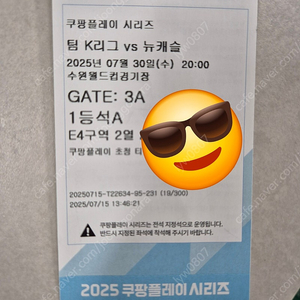 쿠팡플레이 시리즈
팀 K리그 vs 뉴캐슬
2025년 07월 30일(수) 20:00
수원월드컵경기장
GATE: 3A
1등석A
E4구역 2열
쿠팡플레이 초청 티
20250715-T22634-95-231 (19/300)
2025/07/15 13:46:21
쿠팡플레이 시리즈는 전석 지정석으로 운영됩니다.
반드시 지정된 좌석에 착석해 주시기 바랍니다.
2025 쿠팡플레이시리즈